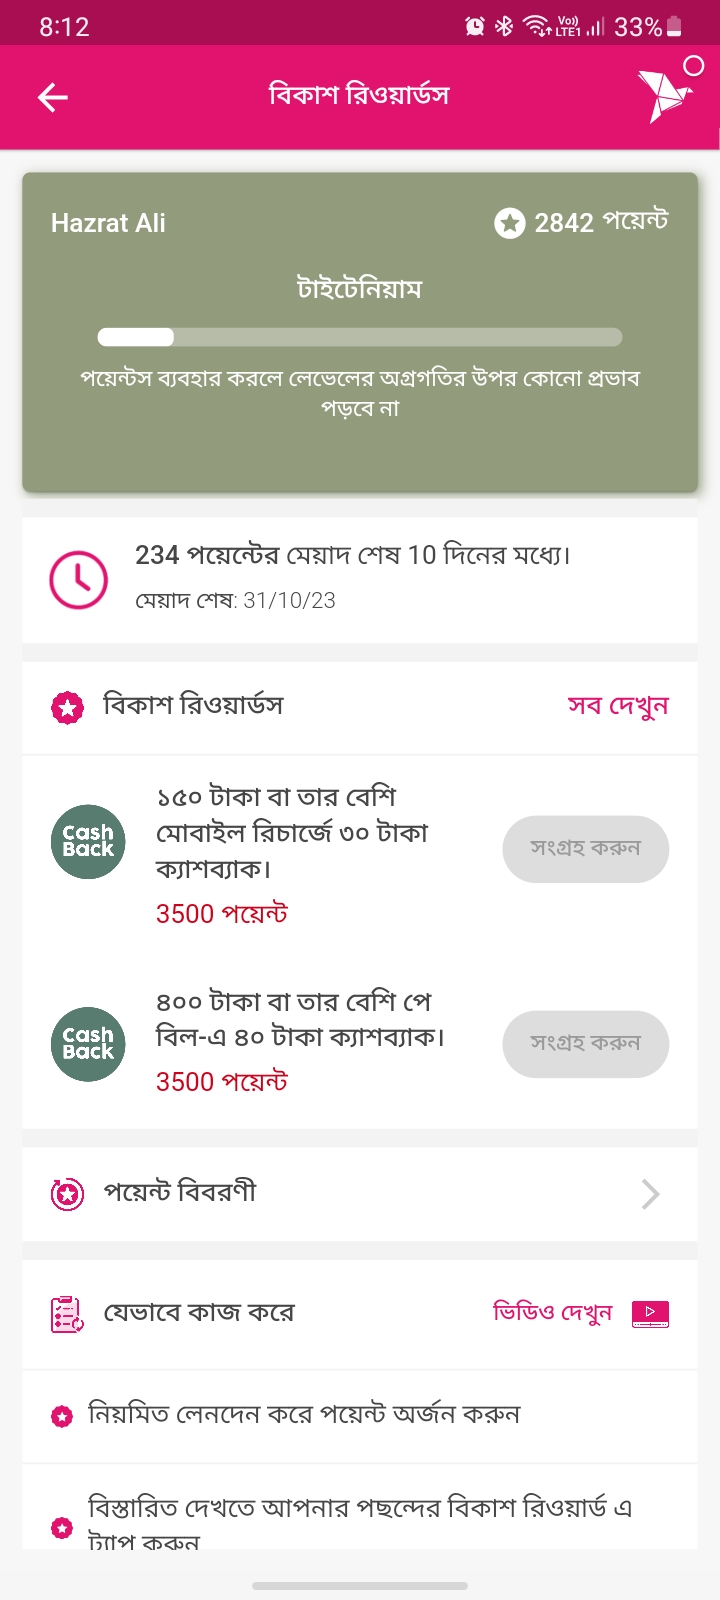 8:12
Vo))
LTE1
33%
বিকাশ রিওয়ার্ডস
Hazrat Ali
2842 পয়েন্ট
টাইটেনিয়াম
পয়েন্টস ব্যবহার করলে লেভেলের অগ্রগতির উপর কোনো প্রভাব
পড়বে না
234 পয়েন্টের মেয়াদ শেষ 10 দিনের মধ্যে।
মেয়াদ শেষ: 31/10/23
বিকাশ রিওয়ার্ডস
সব দেখুন
Cash
Back
১৫০ টাকা বা তার বেশি
মোবাইল রিচার্জে ৩০ টাকা
ক্যাশব্যাক।
3500 পয়েন্ট
সংগ্রহ করুন
Cash
Back
৪০০ টাকা বা তার বেশি পে
বিল-এ ৪০ টাকা ক্যাশব্যাক।
3500 পয়েন্ট
সংগ্রহ করুন
পয়েন্ট বিবরণী
যেভাবে কাজ করে
ভিডিও দেখুন
নিয়মিত লেনদেন করে পয়েন্ট অর্জন করুন
বিস্তারিত দেখতে আপনার পছন্দের বিকাশ রিওয়ার্ড এ
ট্যাপ করুন